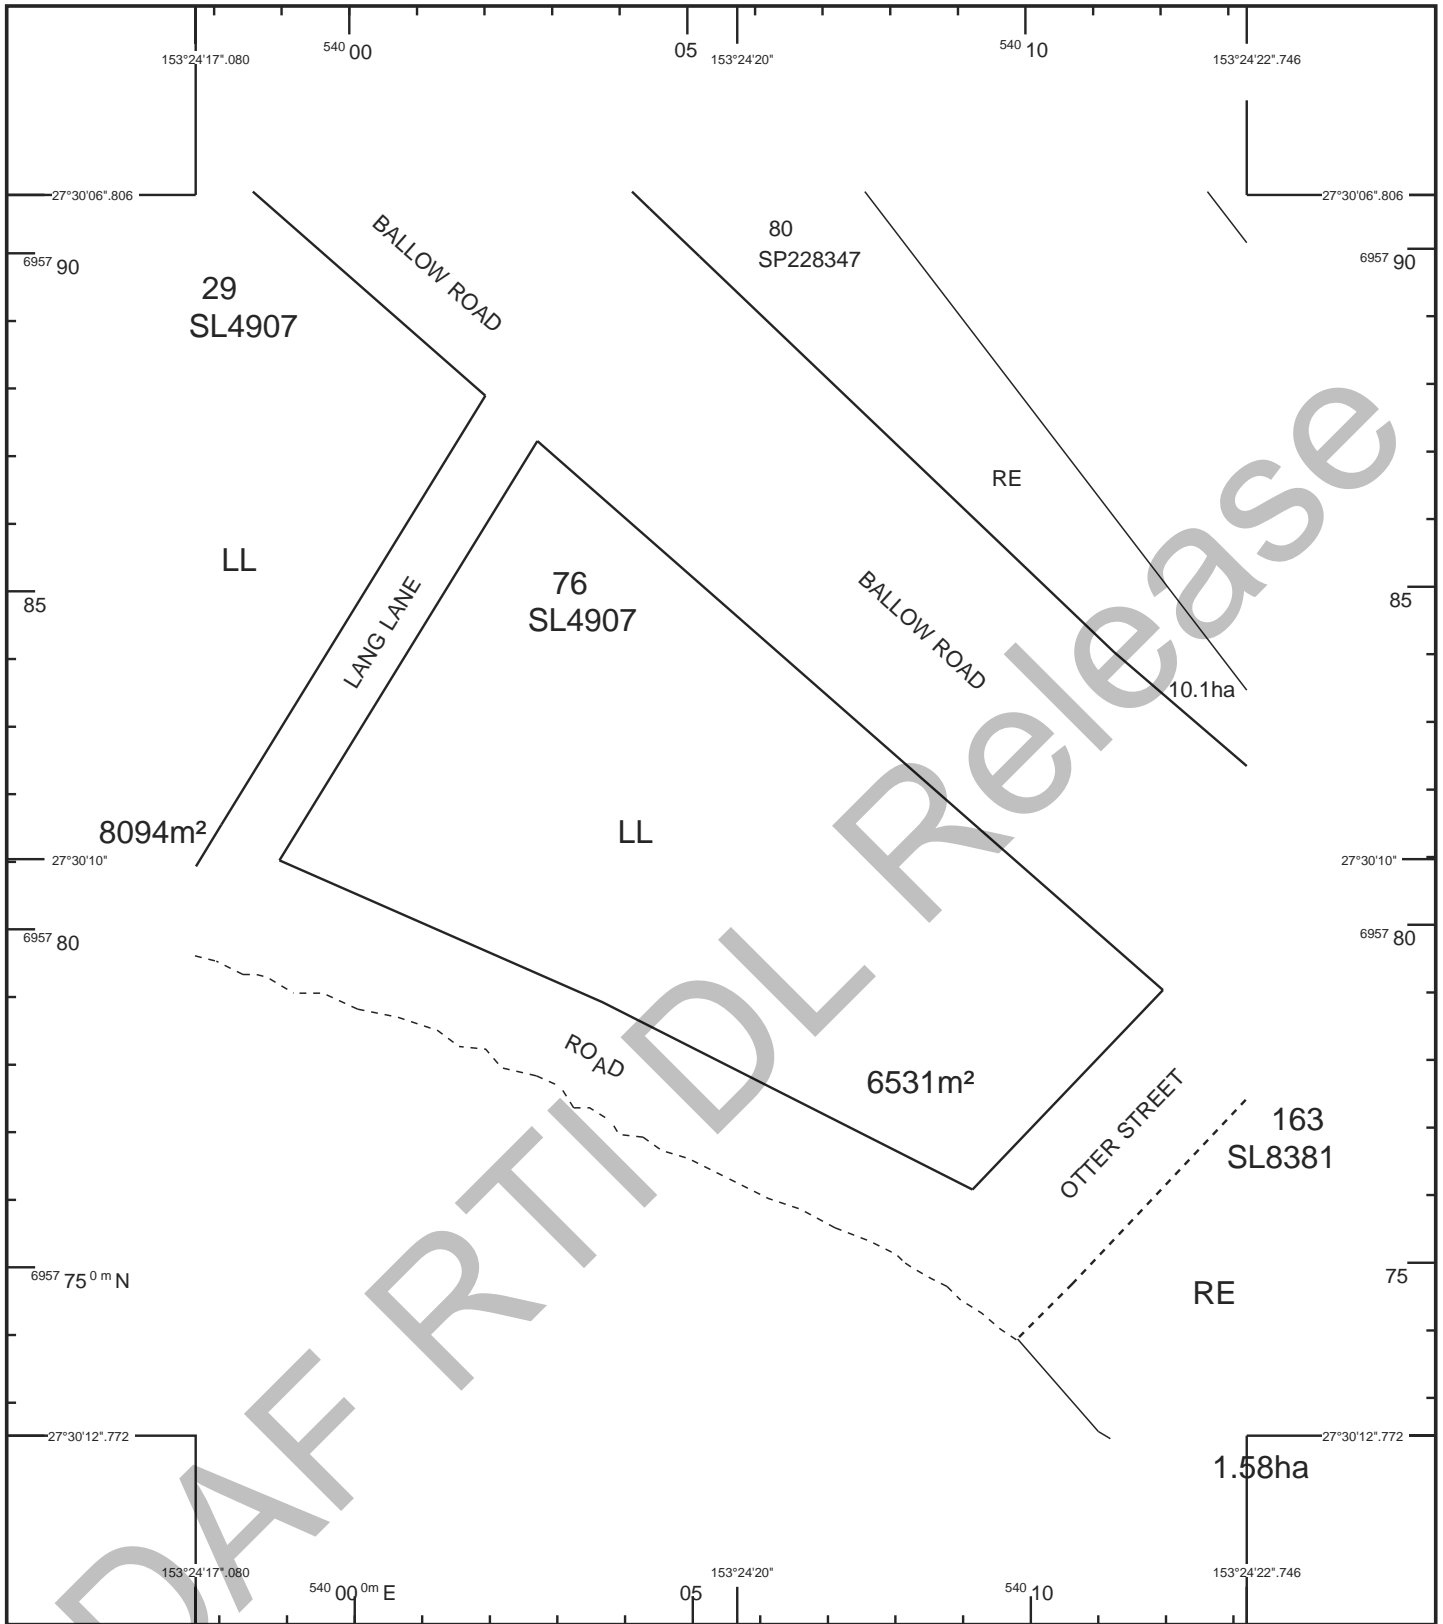 540 00
05
540 10
153°24'17".080
153°24'20"
153°24'22".746
27°30'06".806
27°30'06".806
BALLOW ROAD
80
SP228347
6957 90
6957 90
29
SL4907
RE
LL
76
SL4907
LANG LANE
BALLOW ROAD
85
85
10.1ha
8094m²
LL
27°30'10"
27°30'10"
6957 80
6957 80
ROAD
6531m²
OTTER STREET
163
SL8381
6957 75 0 m N
75
RE
27°30'12".772
27°30'12".772
1.58ha
153°24'17".080
153°24'20"
153°24'22".746
540 00 0m E
05
540 10
DAF RTI DL Release